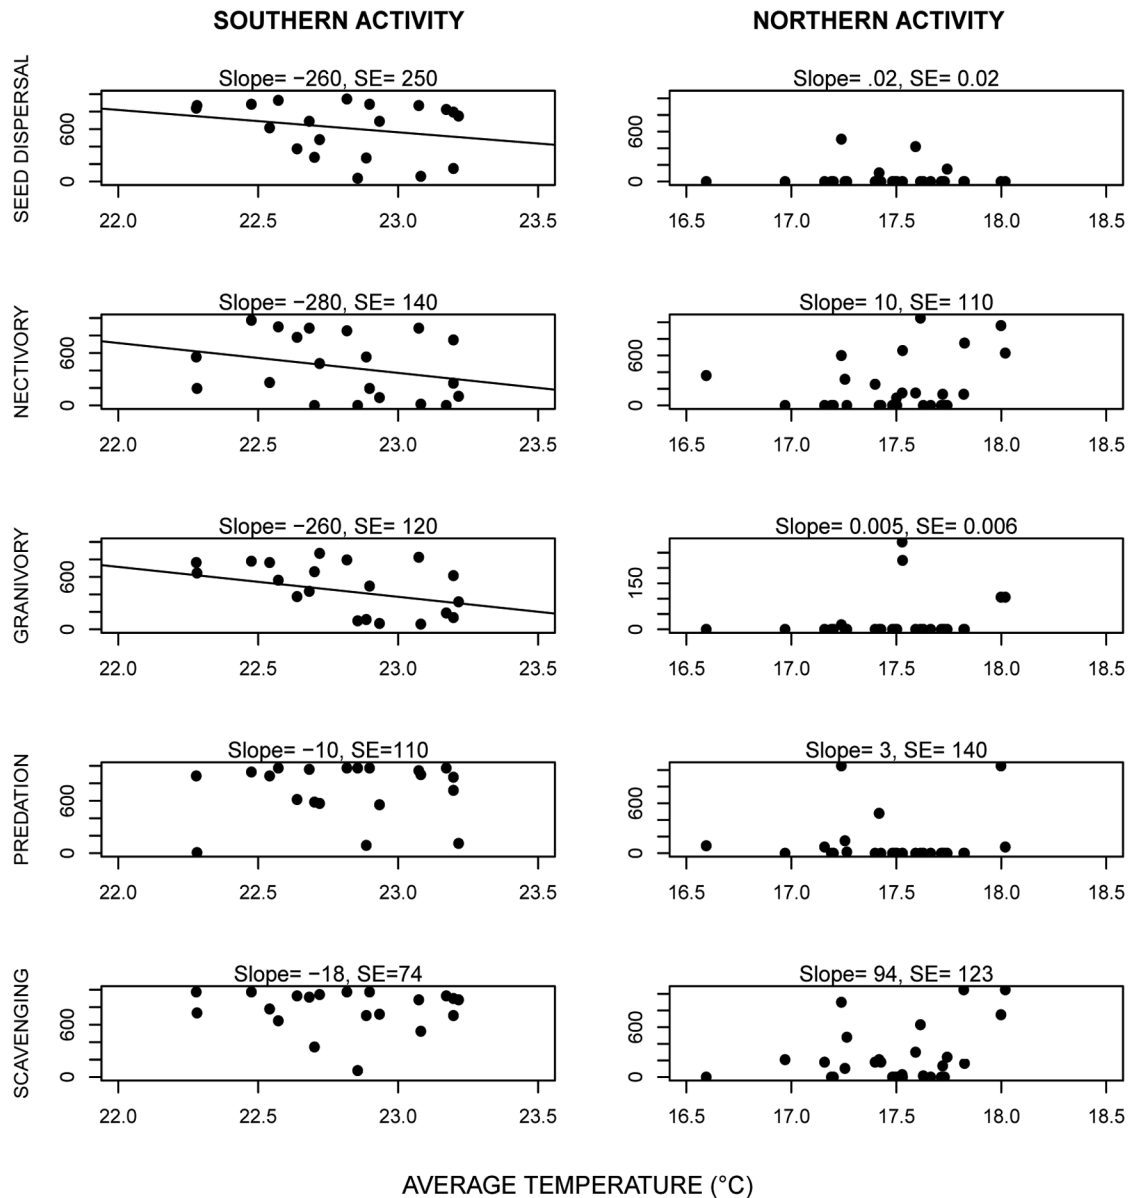 SOUTHERN ACTIVITY
NORTHERN ACTIVITY
SEED DISPERSAL
Slope= −260, SE= 250
600
0
22.0 22.5 23.0 23.5
Slope= .02, SE= 0.02
600
0
16.5 17.0 17.5 18.0 18.5
NECTIVORY
Slope= −280, SE= 140
600
0
22.0 22.5 23.0 23.5
Slope= 10, SE= 110
600
0
16.5 17.0 17.5 18.0 18.5
GRANIVORY
Slope= −260, SE= 120
600
0
22.0 22.5 23.0 23.5
Slope= 0.005, SE= 0.006
150
0
16.5 17.0 17.5 18.0 18.5
PREDATION
Slope= −10, SE=110
600
0
22.0 22.5 23.0 23.5
Slope= 3, SE= 140
600
0
16.5 17.0 17.5 18.0 18.5
SCAVENGING
Slope= −18, SE=74
600
0
22.0 22.5 23.0 23.5
Slope= 94, SE= 123
600
0
16.5 17.0 17.5 18.0 18.5
AVERAGE TEMPERATURE (°C)